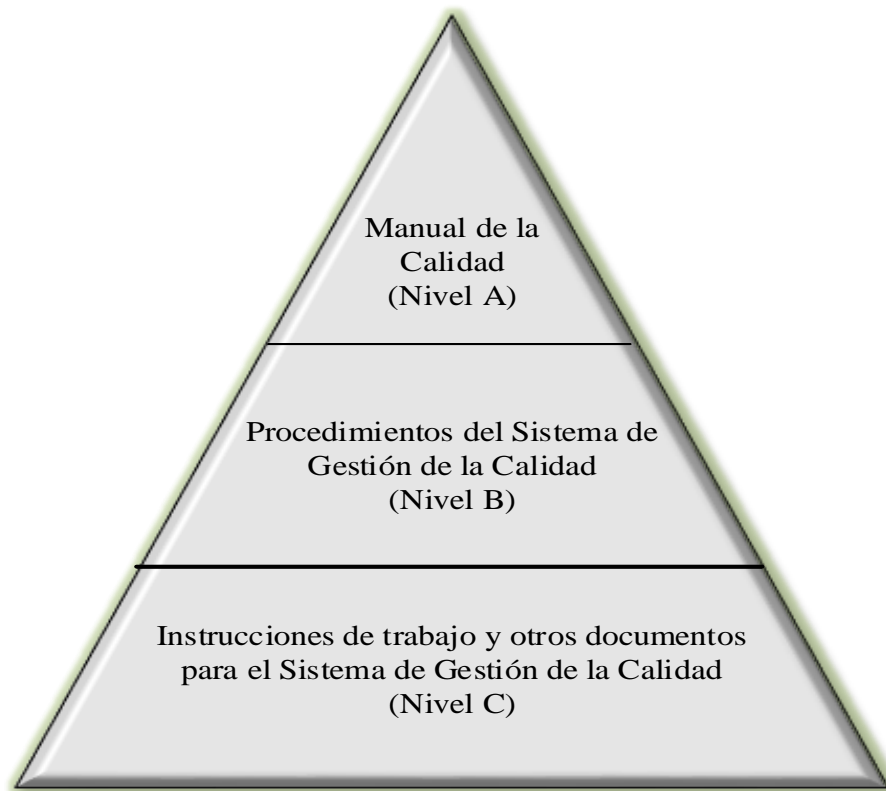 Manual de la
Calidad
(Nivel A)
Procedimientos del Sistema de
Gestión de la Calidad
(Nivel B)
Instrucciones de trabajo y otros documentos
para el Sistema de Gestión de la Calidad
(Nivel C)